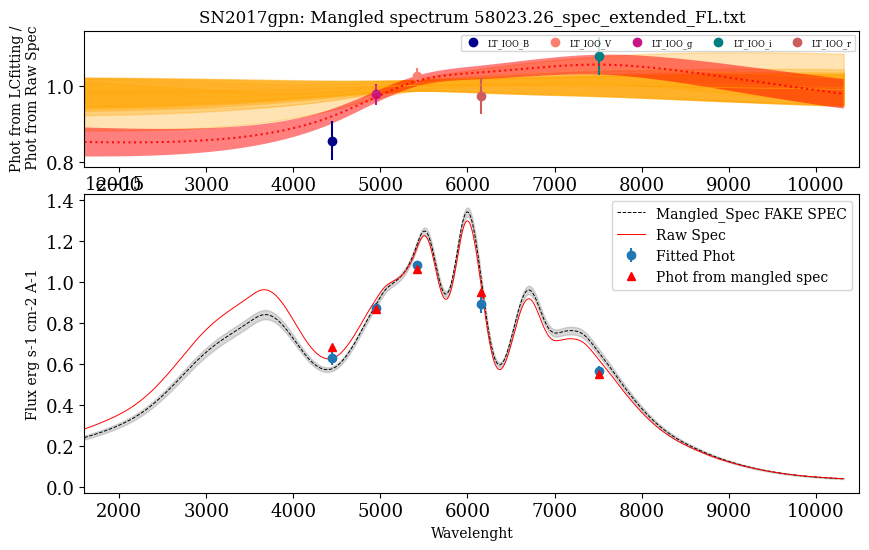 SN2017gpn: Mangled spectrum 58023.26_spec_extended_FL.txt
Phot from LCfitting /
Phot from Raw Spec
LT_IOO_B LT_IOO_V LT_IOO_g LT_IOO_i LT_IOO_r
1.0
0.8
2000 3000 4000 5000 6000 7000 8000 9000 10000
1e−15
Flux erg s-1 cm-2 A-1
1.4
1.2
1.0
0.8
0.6
0.4
0.2
0.0
Mangled_Spec FAKE SPEC
Raw Spec
Fitted Phot
Phot from mangled spec
2000 3000 4000 5000 6000 7000 8000 9000 10000
Wavelenght